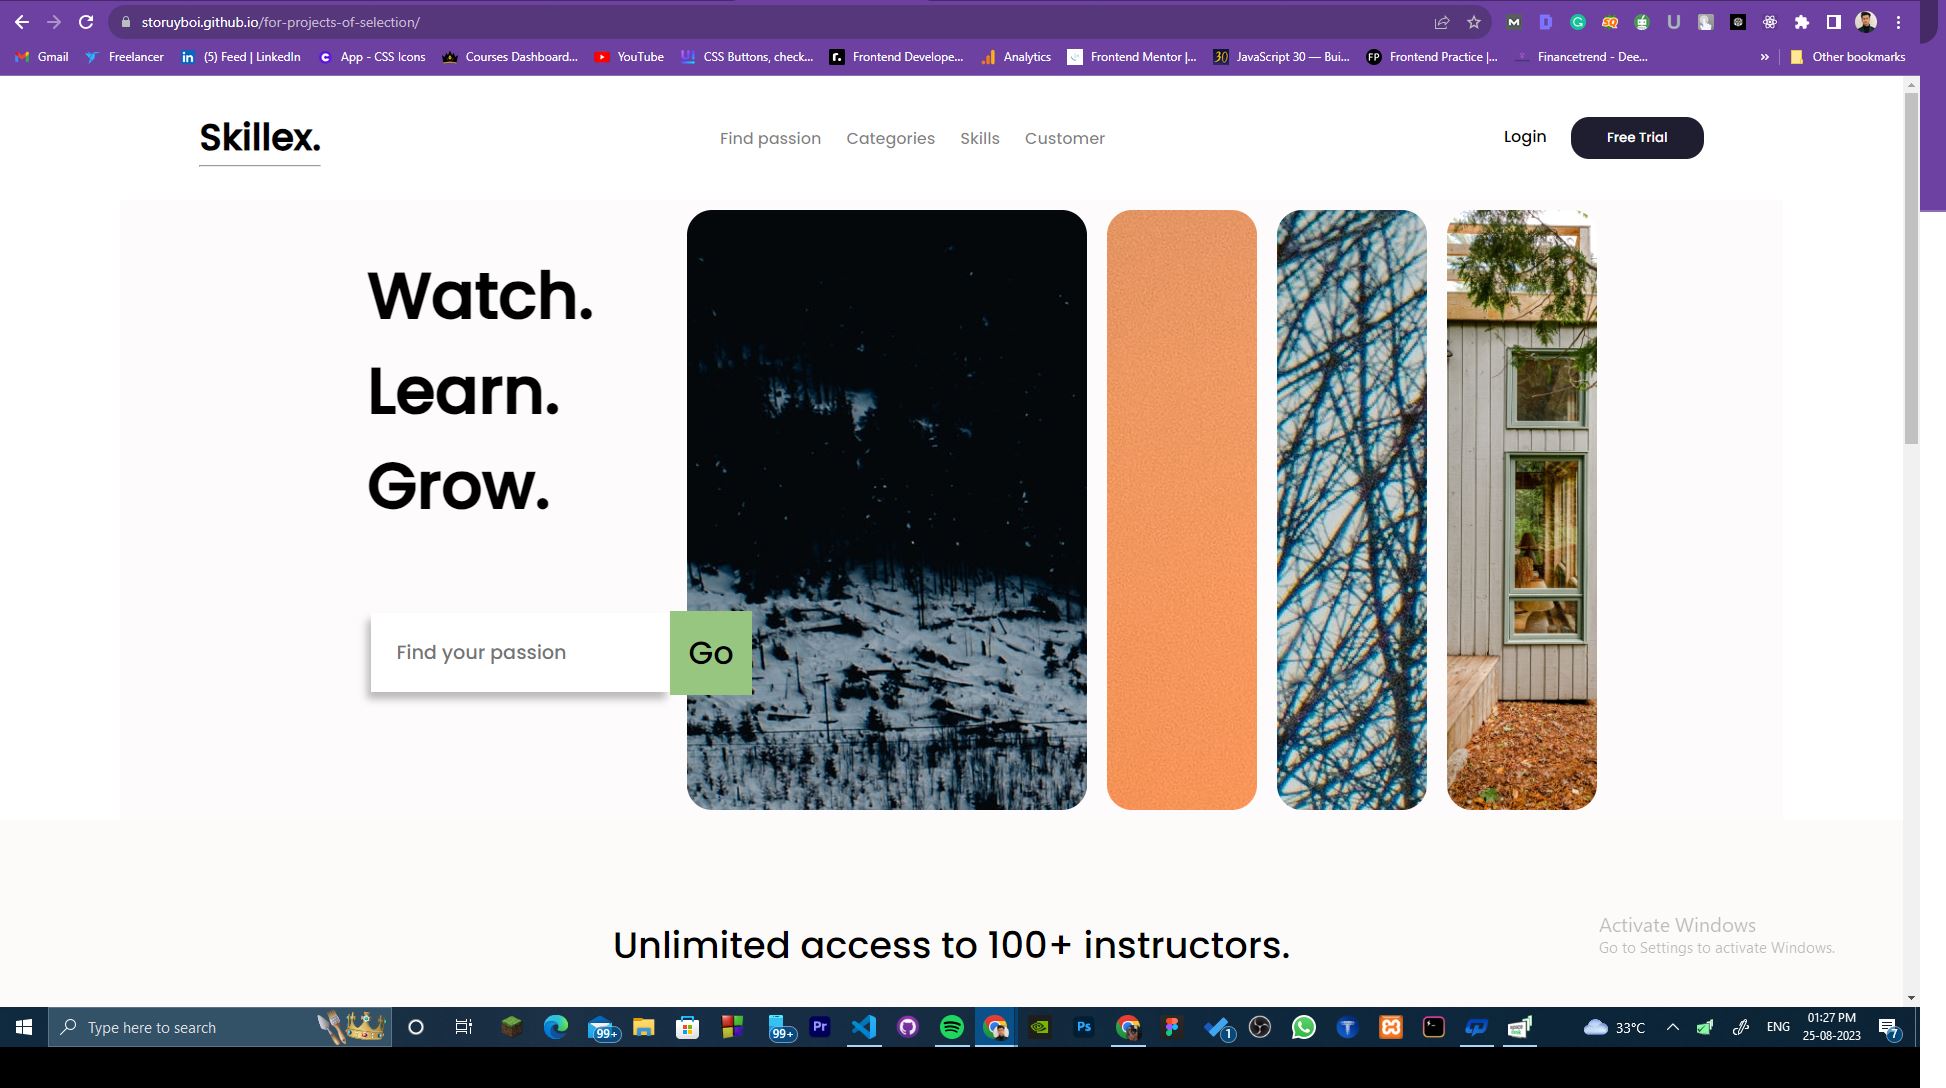 storuyboi.github.io/for-projects-of-selection/
Gmail Freelancer (5) Feed | LinkedIn App - CSS Icons Courses Dashboard... YouTube CSS Buttons, check... Frontend Develope... Analytics Frontend Mentor |... JavaScript 30 — Bui... Frontend Practice |... Financetrend - Dee... » Other bookmarks
Skillex. Find passion Categories Skills Customer Login Free Trial
Watch.
Learn.
Grow.
Find your passion Go
Unlimited access to 100+ instructors.
Activate Windows
Go to Settings to activate Windows.
Type here to search 99+ 99+ Pr Ps 1 33°C ENG 01:27 PM 7
25-08-2023